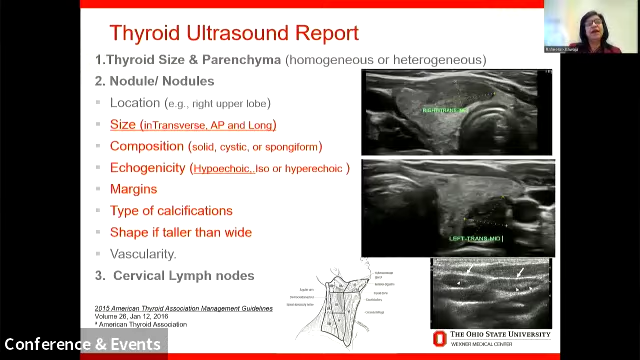 Thyroid Ultrasound Report
1.Thyroid Size & Parenchyma (homogeneous or heterogeneous)
2. Nodule/ Nodules
Location (e.g., right upper lobe)
Size (inTransverse, AP and Long)
Composition (solid, cystic, or spongiform)
Echogenicity (Hypoechoic, Iso or hyperechoic )
Margins
Type of calcifications
Shape if taller than wide
Vascularity.
3. Cervical Lymph nodes
2015 American Thyroid Association Management Guidelines
Volume 26, Jan 12, 2016
American Thyroid Association
LEFT-TRANS-MID
THE OHIO STATE UNIVERSITY
WEXNER MEDICAL CENTER
Conference & Events